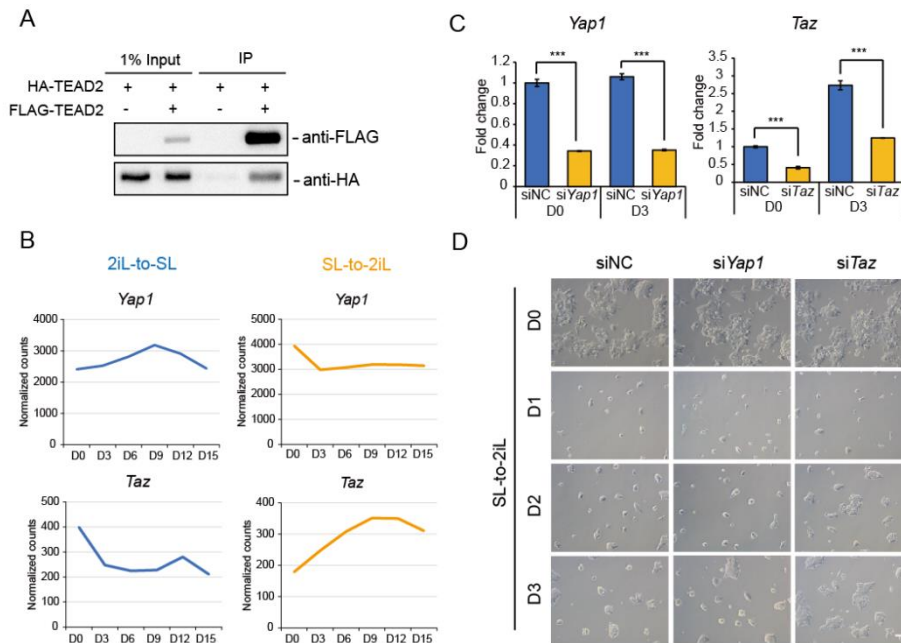 A
1% Input IP
HA-TEAD2 + + + +
FLAG-TEAD2 - + - +
- anti-FLAG
- anti-HA
B
2iL-to-SL SL-to-2iL
Yap1 Yap1
Normalized counts
4000
3000
2000
1000
0
D0 D3 D6 D9 D12 D15
Normalized counts
5000
4000
3000
2000
1000
0
D0 D3 D6 D9 D12 D15
Taz Taz
Normalized counts
500
400
300
200
100
0
D0 D3 D6 D9 D12 D15
Normalized counts
400
300
200
100
0
D0 D3 D6 D9 D12 D15
C
Yap1 Taz
Fold change
1.2
1
0.8
0.6
0.4
0.2
0
*** ***
siNC siYap1 siNC siYap1
D0 D3
Fold change
3.5
3
2.5
2
1.5
1
0.5
0
*** ***
siNC siTaz siNC siTaz
D0 D3
D
siNC siYap1 siTaz
SL-to-2iL
D0
D1
D2
D3